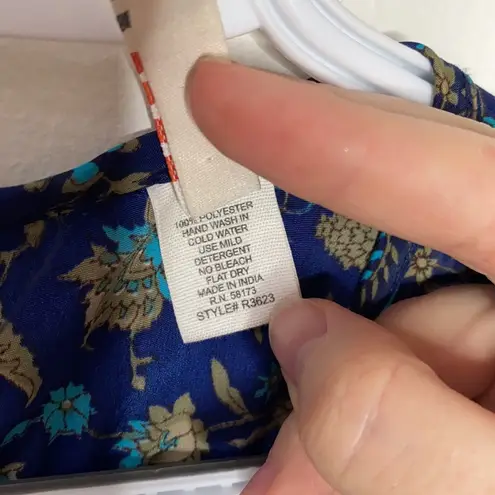 100% POLYESTER
HAND WASH IN
COLD WATER
USE MILD
DETERGENT
NO BLEACH
FLAT DRY
MADE IN INDIA
R.N. 58173
STYLE# R3623